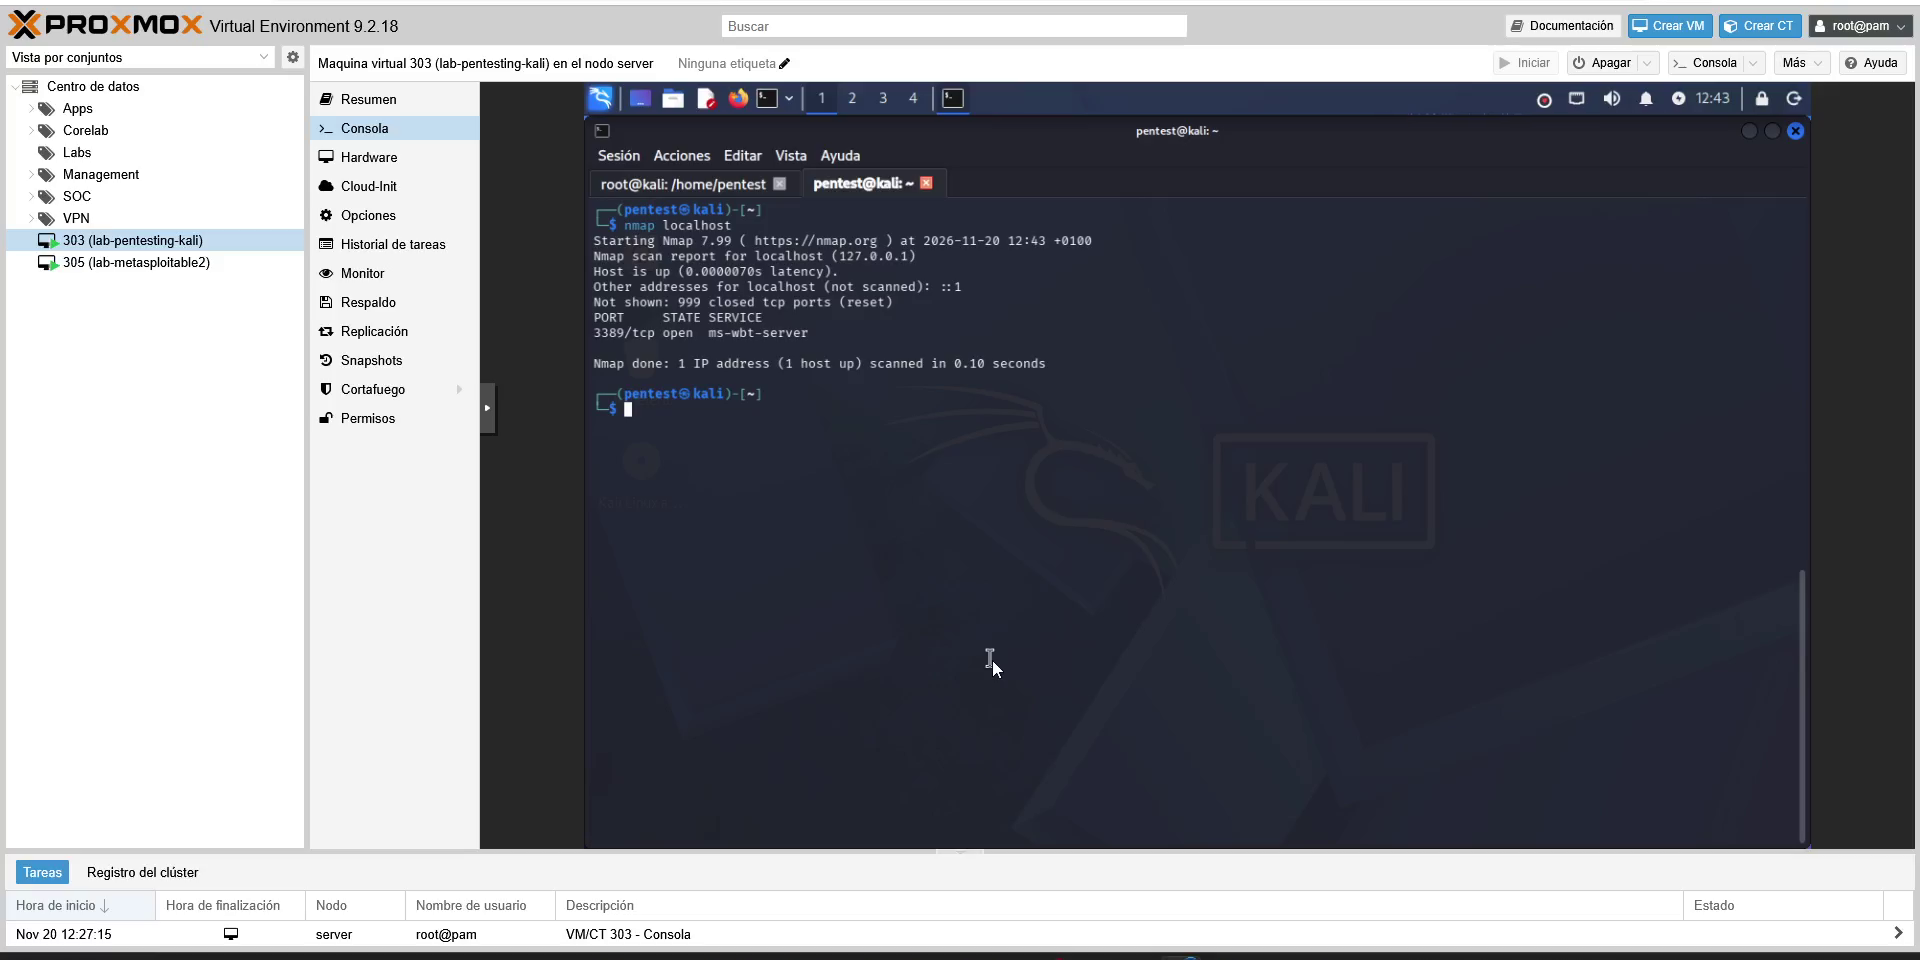 PROXMOX Virtual Environment 9.2.18
Buscar
Documentación
Crear VM
Crear CT
root@pam
Vista por conjuntos
Maquina virtual 303 (lab-pentesting-kali) en el nodo server
Ninguna etiqueta
Iniciar
Apagar
Consola
Más
Ayuda
Centro de datos
Apps
Corelab
Labs
Management
SOC
VPN
303 (lab-pentesting-kali)
305 (lab-metasploitable2)
Resumen
Consola
Hardware
Cloud-Init
Opciones
Historial de tareas
Monitor
Respaldo
Replicación
Snapshots
Cortafuego
Permisos
1 2 3 4
12:43
pentest@kali: ~
Sesión Acciones Editar Vista Ayuda
root@kali: /home/pentest
pentest@kali: ~
┌──(pentest㉿kali)-[~]
└─$ nmap localhost
Starting Nmap 7.99 ( https://nmap.org ) at 2026-11-20 12:43 +0100
Nmap scan report for localhost (127.0.0.1)
Host is up (0.0000070s latency).
Other addresses for localhost (not scanned): ::1
Not shown: 999 closed tcp ports (reset)
PORT     STATE SERVICE
3389/tcp open  ms-wbt-server
Nmap done: 1 IP address (1 host up) scanned in 0.10 seconds
┌──(pentest㉿kali)-[~]
└─$
KALI
Tareas
Registro del clúster
Hora de inicio
Hora de finalización
Nodo
Nombre de usuario
Descripción
Estado
Nov 20 12:27:15
server
root@pam
VM/CT 303 - Consola